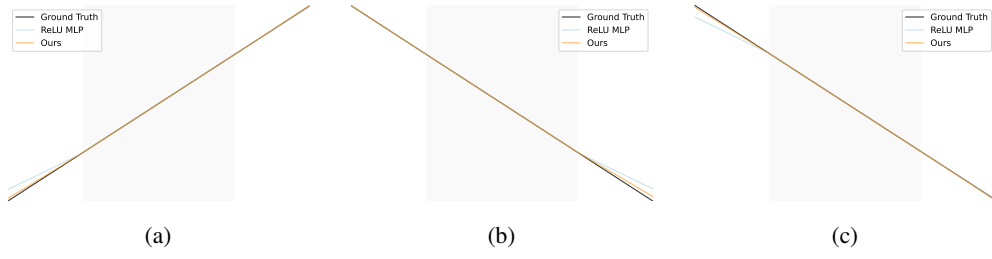 Ground Truth
ReLU MLP
Ours
Ground Truth
ReLU MLP
Ours
Ground Truth
ReLU MLP
Ours
(a)
(b)
(c)